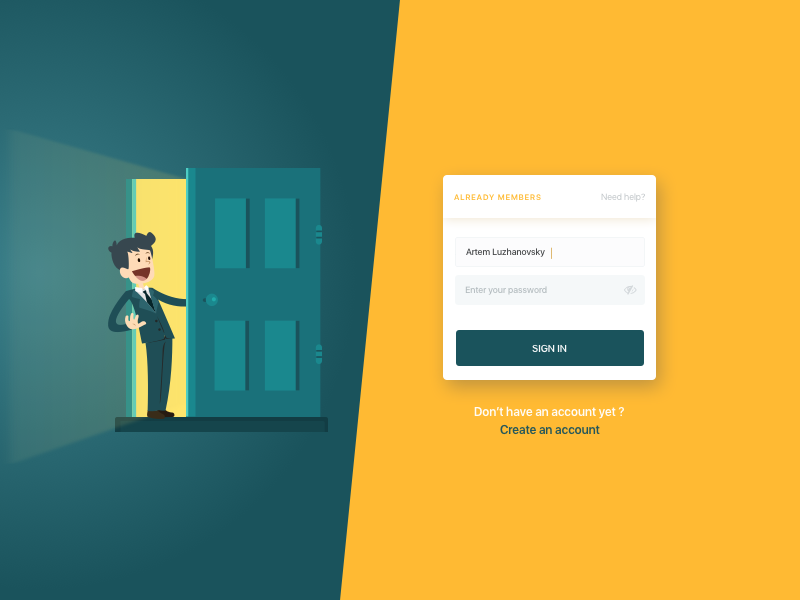 ALREADY MEMBERS
Need help?
Artem Luzhanovsky
Enter your password
SIGN IN
Don't have an account yet ?
Create an account